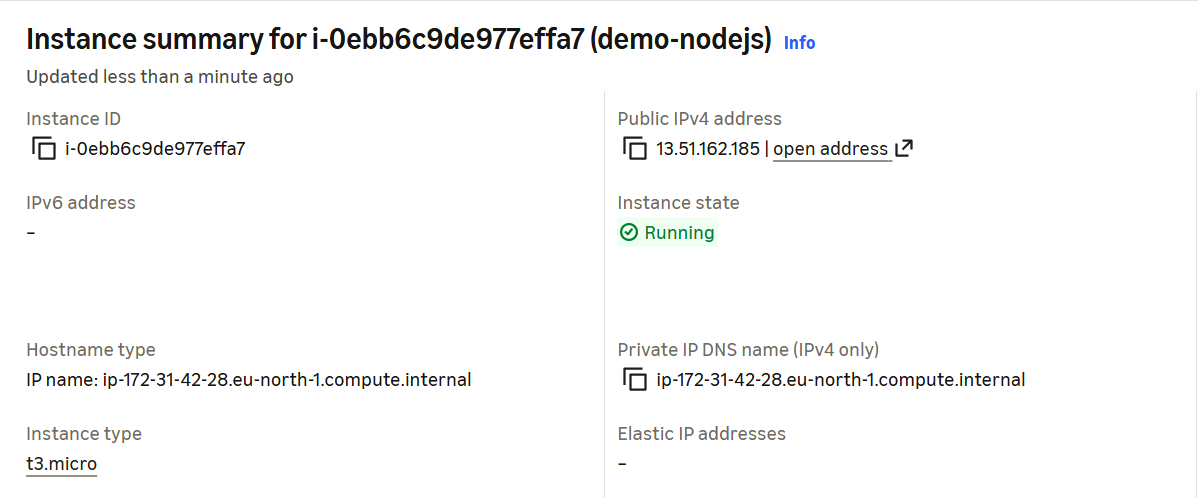 Instance summary for i-0ebb6c9de977effa7 (demo-nodejs) Info
Updated less than a minute ago
Instance ID
i-0ebb6c9de977effa7
Public IPv4 address
13.51.162.185 | open address
IPv6 address
–
Instance state
Running
Hostname type
IP name: ip-172-31-42-28.eu-north-1.compute.internal
Private IP DNS name (IPv4 only)
ip-172-31-42-28.eu-north-1.compute.internal
Instance type
t3.micro
Elastic IP addresses
–